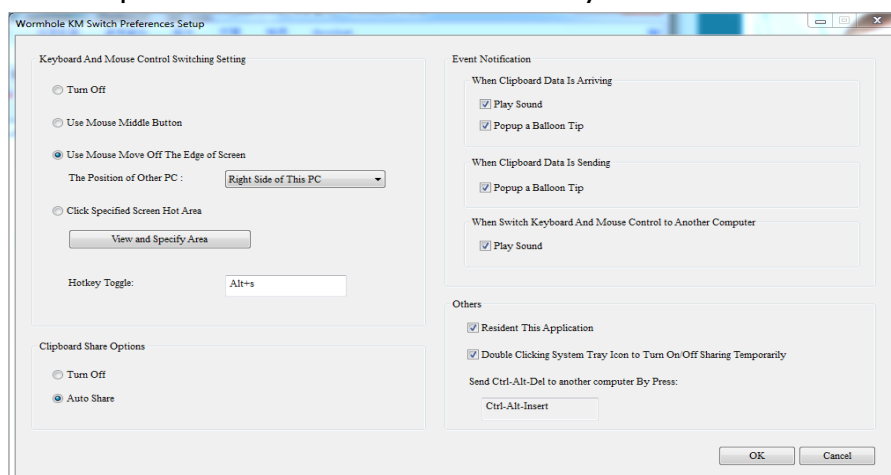 Wormhole KM Switch Preferences Setup
Keyboard And Mouse Control Switching Setting
Turn Off
Use Mouse Middle Button
Use Mouse Move Off The Edge of Screen
The Position of Other PC :
Right Side of This PC
Click Specified Screen Hot Area
View and Specify Area
Hotkey Toggle:
Alt+s
Clipboard Share Options
Turn Off
Auto Share
Event Notification
When Clipboard Data Is Arriving
Play Sound
Popup a Balloon Tip
When Clipboard Data Is Sending
Popup a Balloon Tip
When Switch Keyboard And Mouse Control to Another Computer
Play Sound
Others
Resident This Application
Double Clicking System Tray Icon to Turn On/Off Sharing Temporarily
Send Ctrl-Alt-Del to another computer By Press:
Ctrl-Alt-Insert
OK
Cancel